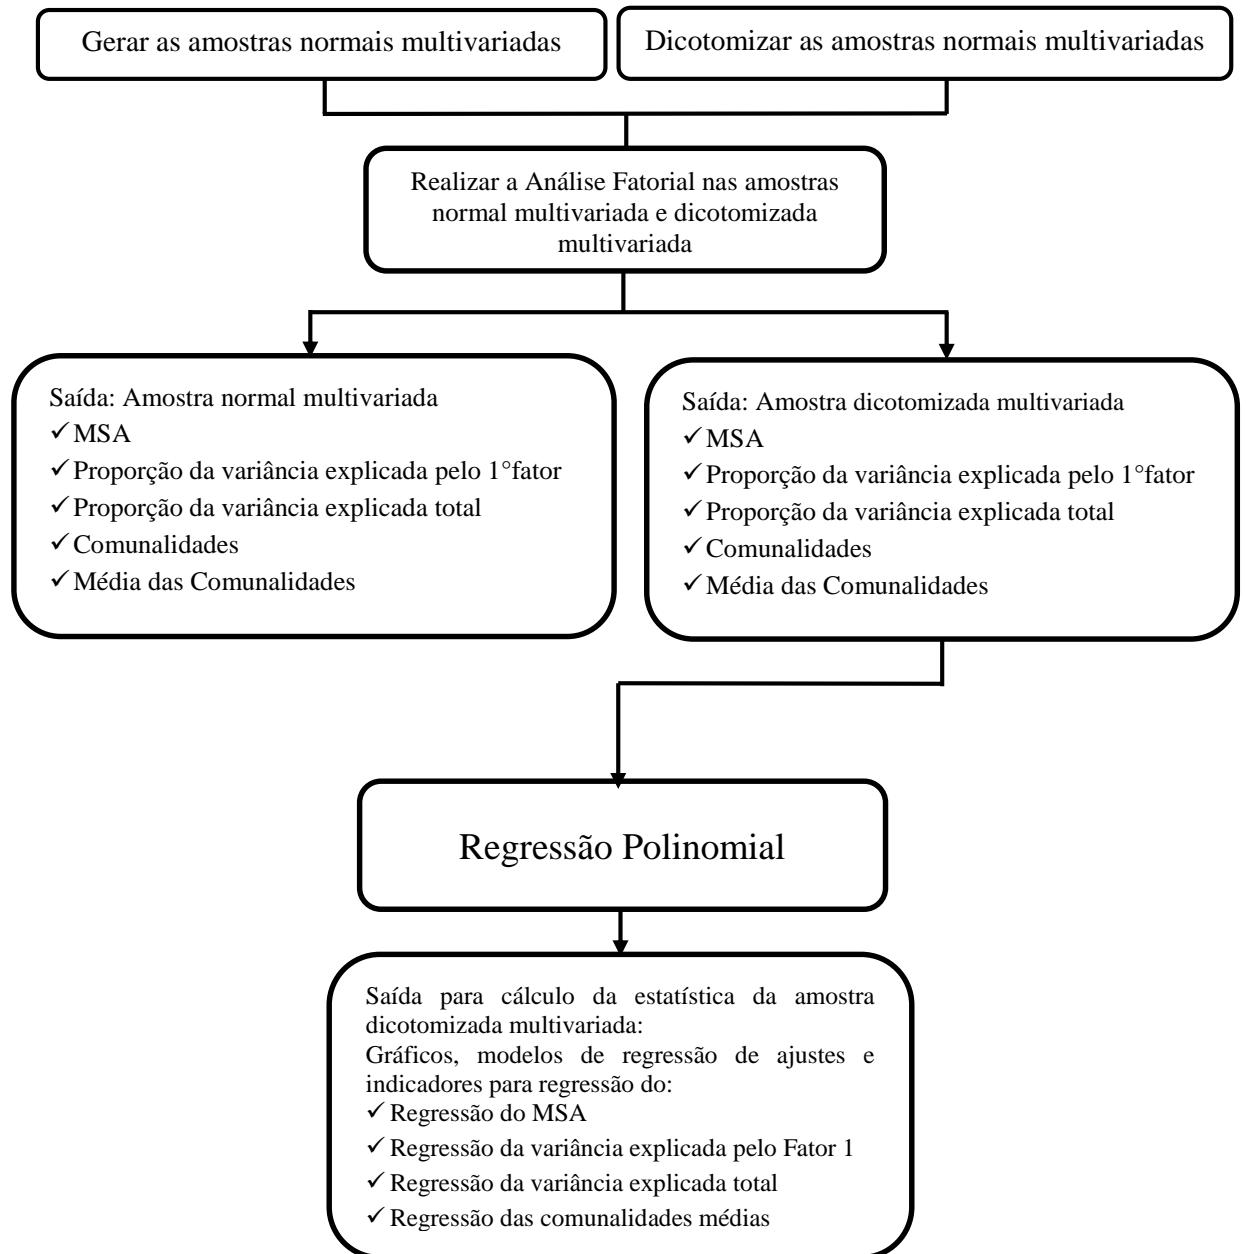 Gerar as amostras normais multivariadas
Dicotomizar as amostras normais multivariadas
Realizar a Análise Fatorial nas amostras
normal multivariada e dicotomizada
multivariada
Saída: Amostra normal multivariada
✓MSA
✓Proporção da variância explicada pelo 1°fator
✓Proporção da variância explicada total
✓Comunalidades
✓Média das Comunalidades
Saída: Amostra dicotomizada multivariada
✓MSA
✓Proporção da variância explicada pelo 1°fator
✓Proporção da variância explicada total
✓Comunalidades
✓Média das Comunalidades
Regressão Polinomial
Saída para cálculo da estatística da amostra
dicotomizada multivariada:
Gráficos, modelos de regressão de ajustes e
indicadores para regressão do:
✓Regressão do MSA
✓Regressão da variância explicada pelo Fator 1
✓Regressão da variância explicada total
✓Regressão das comunalidades médias